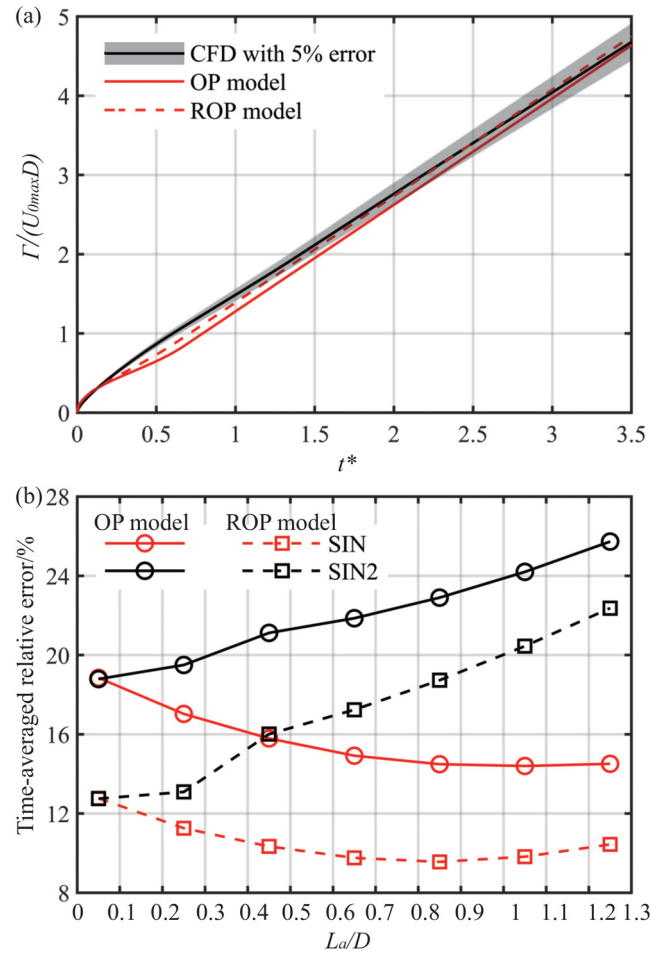 (a)
5
4
3
2
1
0
Γ/(U0maxD)
CFD with 5% error
OP model
ROP model
0 0.5 1 1.5 2 2.5 3 3.5
t*
(b)
28
24
20
16
12
8
Time-averaged relative error/%
OP model ROP model
SIN
SIN2
0 0.1 0.2 0.3 0.4 0.5 0.6 0.7 0.8 0.9 1 1.1 1.2 1.3
La/D